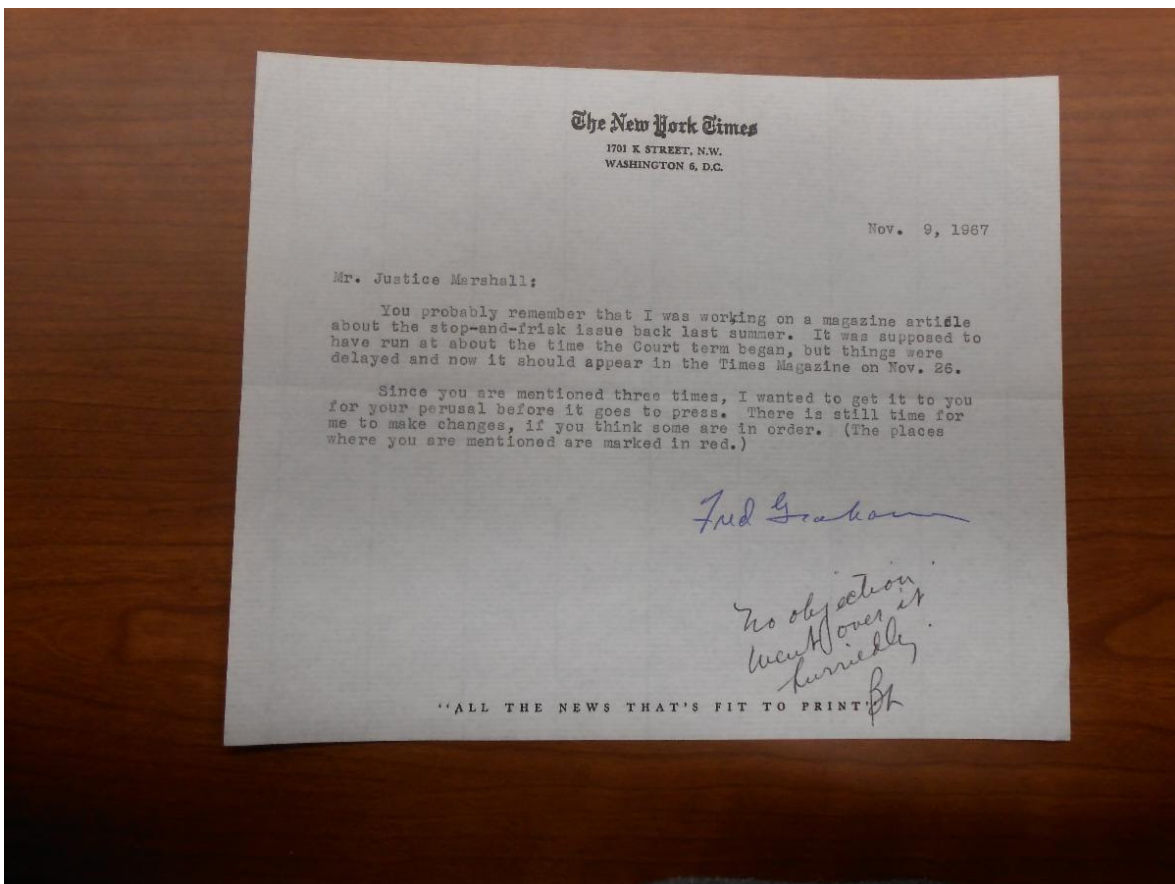 The New York Times
1701 K STREET, N.W.
WASHINGTON 6, D.C.
Nov. 9, 1967
Mr. Justice Marshall:
You probably remember that I was working on a magazine article
about the stop-and-frisk issue back last summer. It was supposed to
have run at about the time the Court term began, but things were
delayed and now it should appear in the Times Magazine on Nov. 26.
Since you are mentioned three times, I wanted to get it to you
for your perusal before it goes to press. There is still time for
me to make changes, if you think some are in order. (The places
where you are mentioned are marked in red.)
Fred Graham
No objection
went over it
hurriedly.
"ALL THE NEWS THAT'S FIT TO PRINT"